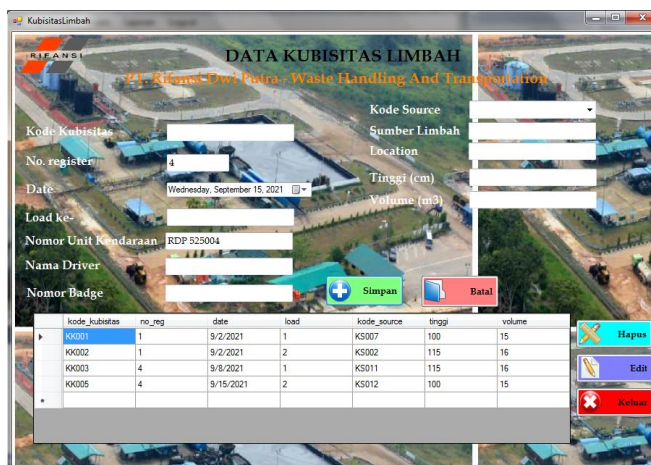 KubisitasLimbah
RIFANSI
DATA KUBISITAS LIMBAH
PT. Rifansi Dwi Putra - Waste Handling And Transportation
Kode Kubisitas
No. register 4
Date Wednesday, September 15, 2021
Load ke-
Nomor Unit Kendaraan RDP 525004
Nama Driver
Nomor Badge
Kode Source
Sumber Limbah
Location
Tinggi (cm)
Volume (m3)
Simpan Batal
kode_kubisitas no_reg date load kode_source tinggi volume
KK001 1 9/2/2021 1 KS007 100 15
KK002 1 9/2/2021 2 KS002 115 16
KK003 4 9/8/2021 1 KS011 115 16
KK005 4 9/15/2021 2 KS012 100 15
Hapus
Edit
Keluar